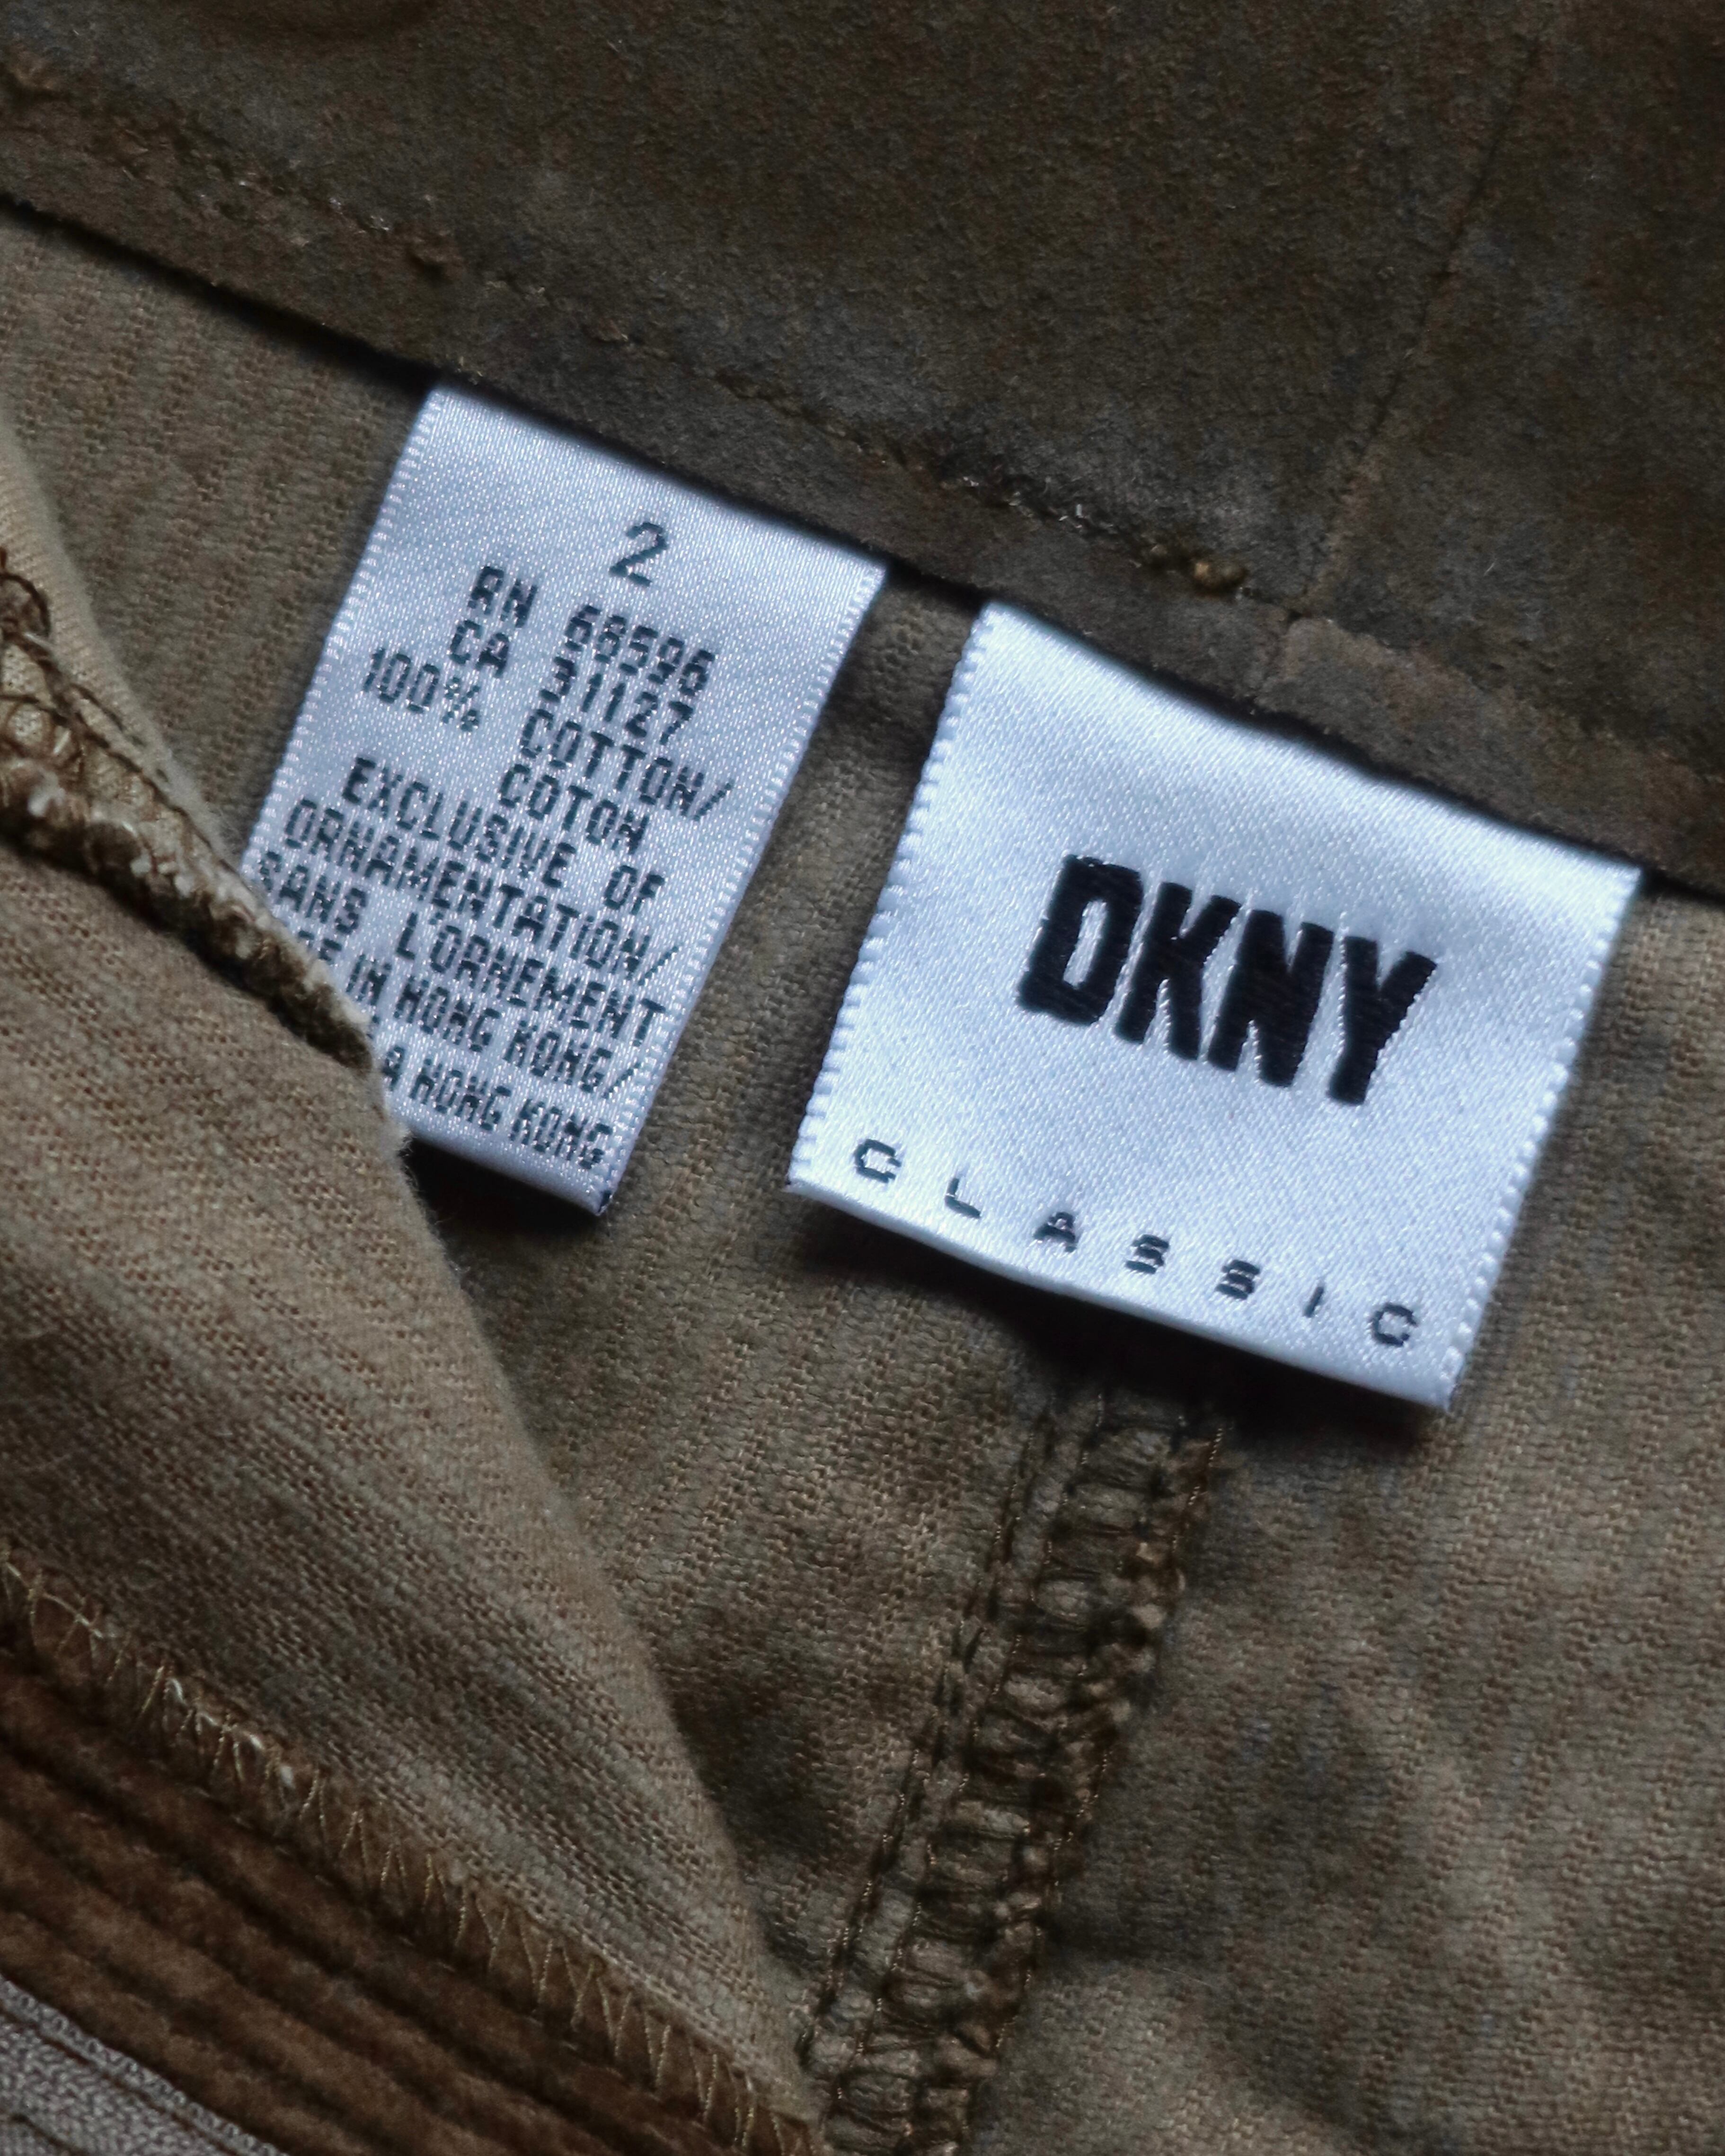 2
RN 68596
CA 31127
100% COTTON/
COTON
EXCLUSIVE OF
ORNAMENTATION/
SANS L'ORNEMENT
IN HONG KONG/
A HONG KONG
DKNY
CLASSIC